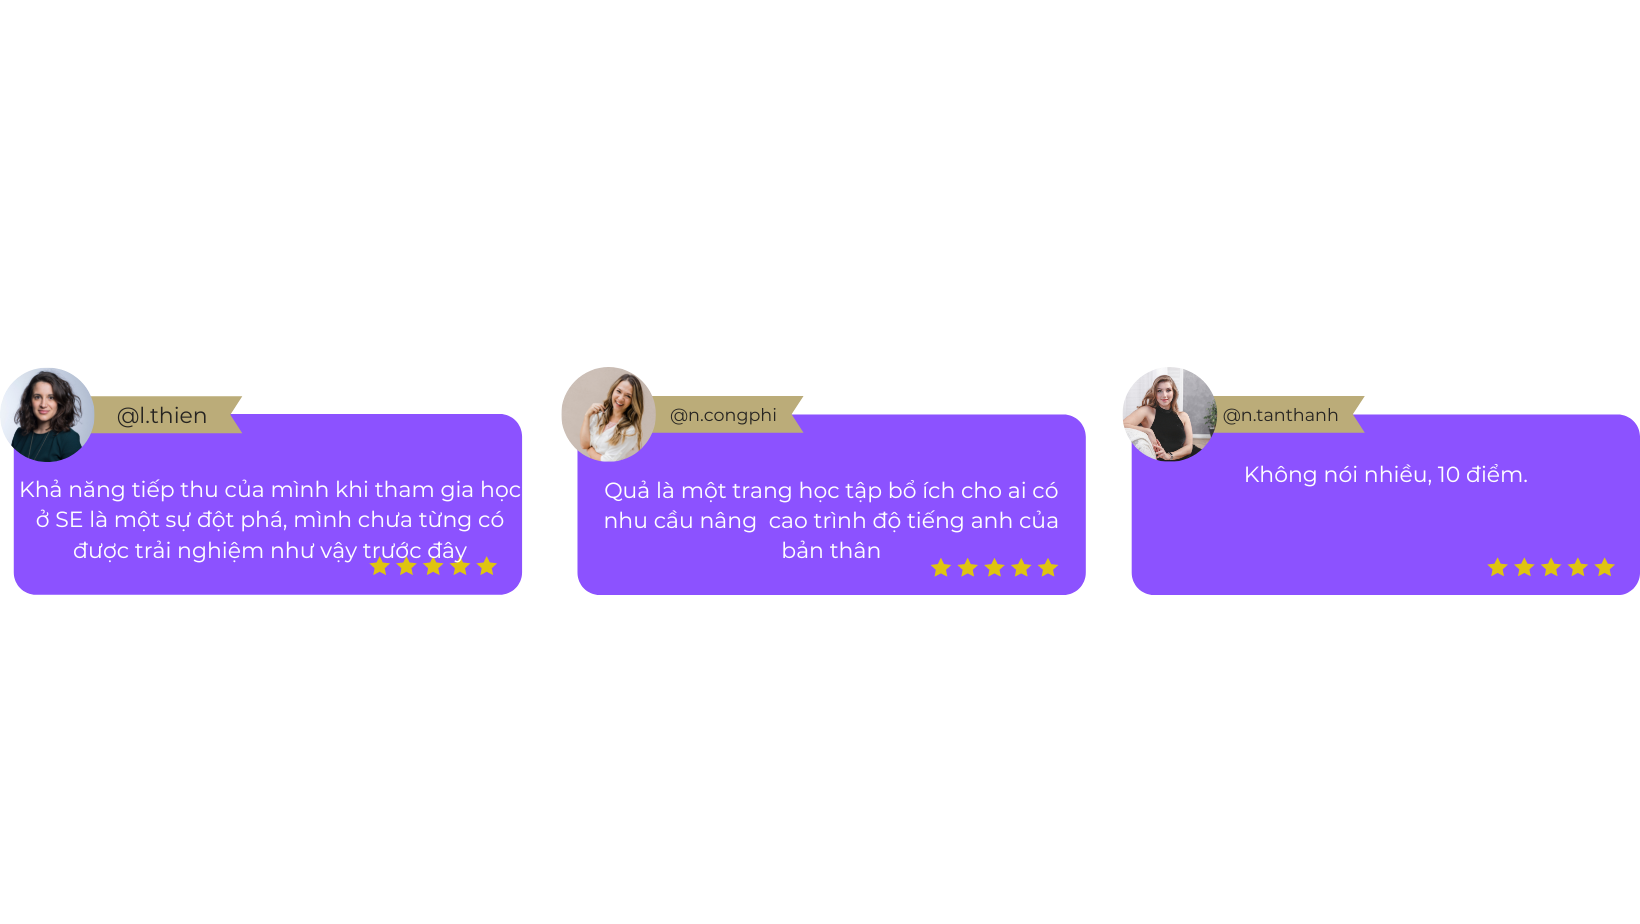 @l.thien
Khả năng tiếp thu của mình khi tham gia học
ở SE là một sự đột phá, mình chưa từng có
được trải nghiệm như vậy trước đây
@n.congphi
Quả là một trang học tập bổ ích cho ai có
nhu cầu nâng  cao trình độ tiếng anh của
bản thân
@n.tanthanh
Không nói nhiều, 10 điểm.